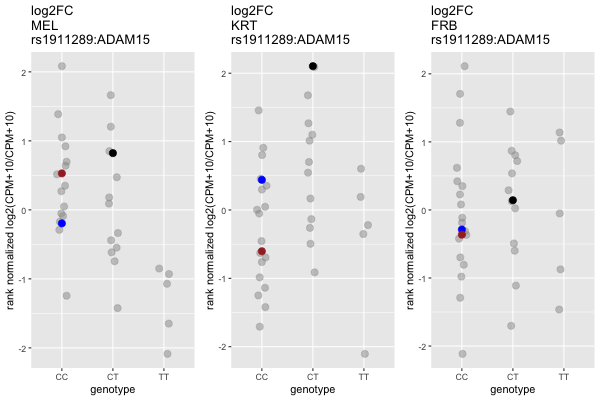 log2FC
MEL
rs1911289:ADAM15
rank normalized log2(CPM+10/CPM+10)
2
1
0
-1
-2
CC
CT
TT
genotype
log2FC
KRT
rs1911289:ADAM15
rank normalized log2(CPM+10/CPM+10)
2
1
0
-1
-2
CC
CT
TT
genotype
log2FC
FRB
rs1911289:ADAM15
rank normalized log2(CPM+10/CPM+10)
2
1
0
-1
-2
CC
CT
TT
genotype